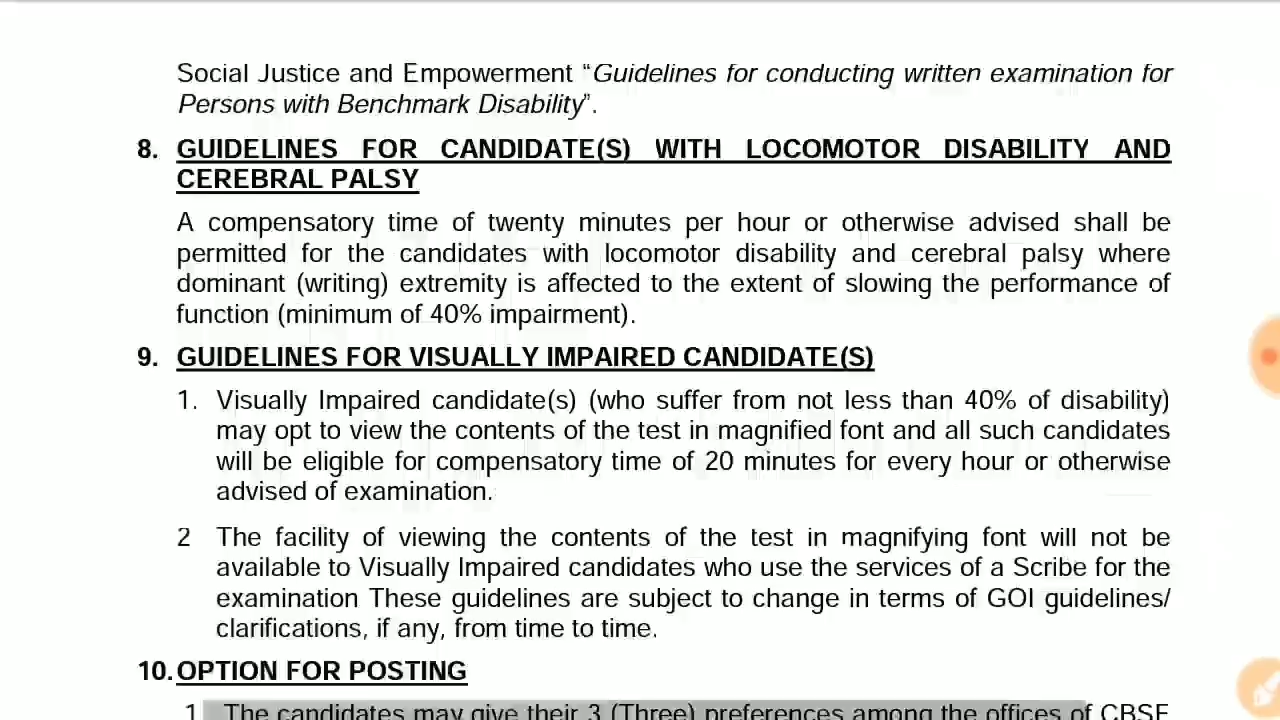 Social Justice and Empowerment “Guidelines for conducting written examination for
Persons with Benchmark Disability”.
8. GUIDELINES FOR CANDIDATE(S) WITH LOCOMOTOR DISABILITY AND
CEREBRAL PALSY
A compensatory time of twenty minutes per hour or otherwise advised shall be
permitted for the candidates with locomotor disability and cerebral palsy where
dominant (writing) extremity is affected to the extent of slowing the performance of
function (minimum of 40% impairment).
9. GUIDELINES FOR VISUALLY IMPAIRED CANDIDATE(S)
1. Visually Impaired candidate(s) (who suffer from not less than 40% of disability)
may opt to view the contents of the test in magnified font and all such candidates
will be eligible for compensatory time of 20 minutes for every hour or otherwise
advised of examination.
2 The facility of viewing the contents of the test in magnifying font will not be
available to Visually Impaired candidates who use the services of a Scribe for the
examination These guidelines are subject to change in terms of GOI guidelines/
clarifications, if any, from time to time.
10. OPTION FOR POSTING
1 The candidates may give their 3 (Three) preferences among the offices of CBSE